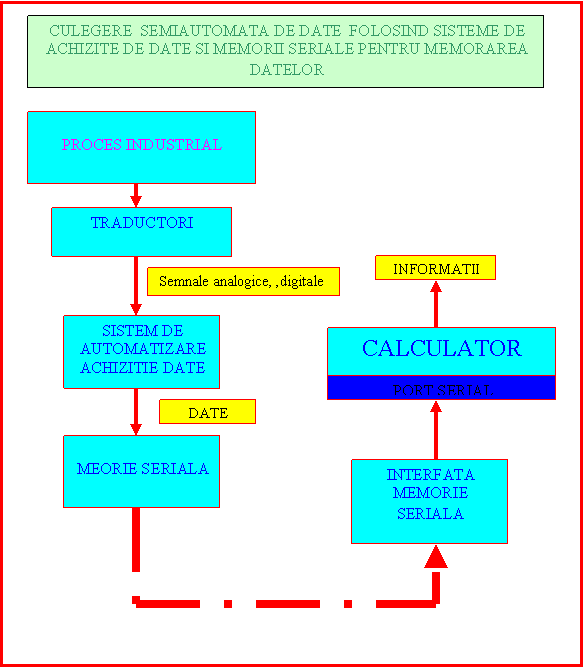 CULEGERE SEMIAUTOMATA DE DATE FOLOSIND SISTEME DE
ACHIZITE DE DATE SI MEMORII SERIALE PENTRU MEMORAREA
DATELOR
PROCES INDUSTRIAL
TRADUCTORI
Semnale analogice, ,digitale
SISTEM DE
AUTOMATIZARE
ACHIZITIE DATE
DATE
MEORIE SERIALA
INFORMATII
CALCULATOR
PORT SERIAL
INTERFATA
MEMORIE
SERIALA